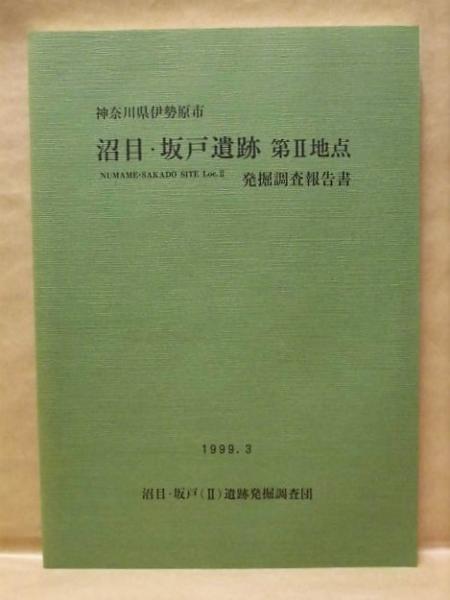 神奈川県伊勢原市
沼目・坂戸遺跡 第Ⅱ地点
NUMAME・SAKADO SITE Loc.Ⅱ
発掘調査報告書
1999.3
沼目・坂戸(Ⅱ)遺跡発掘調査団